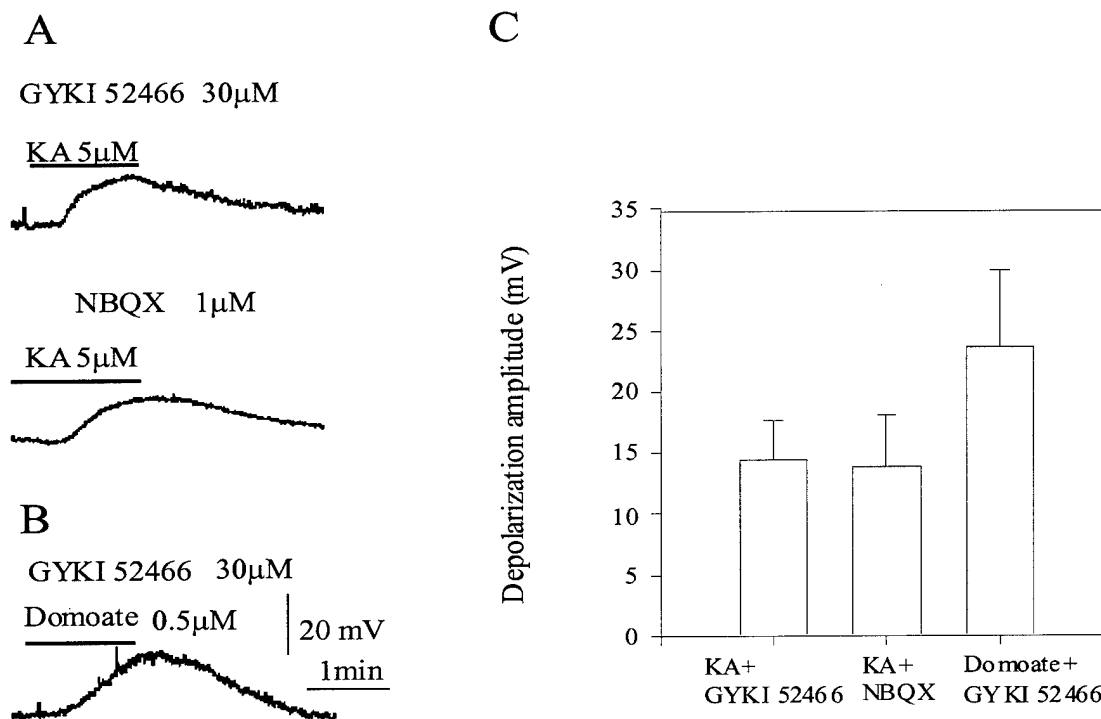 A
GYKI 52466 30µM
KA 5µM
NBQX 1µM
KA 5µM
B
GYKI 52466 30µM
Domoate 0.5µM
20 mV
1min
C
Depolarization amplitude (mV)
35
30
25
20
15
10
5
0
KA+
GYKI 52466
KA+
NBQX
Domoate+
GYKI 52466